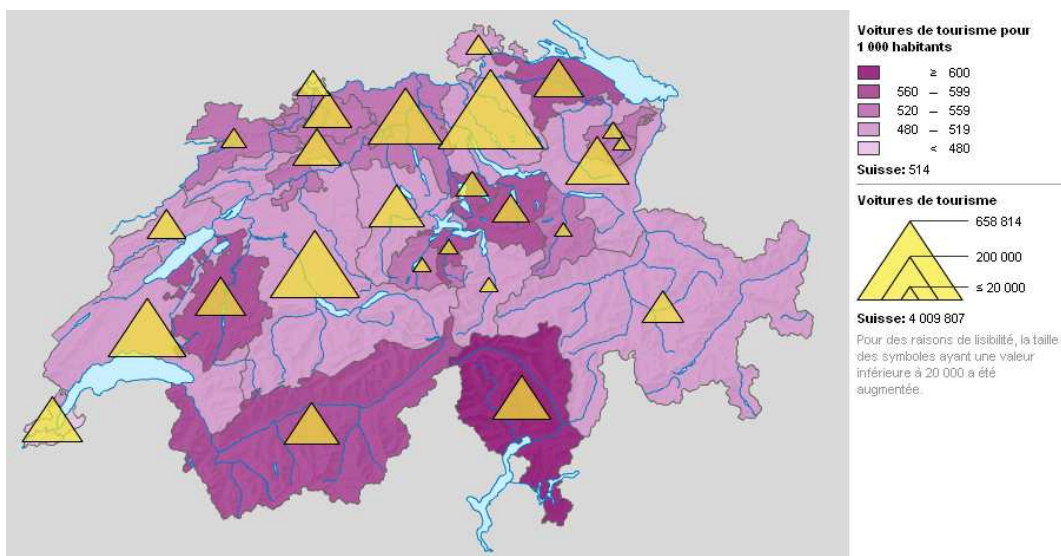 Voitures de tourisme pour
1 000 habitants
≥ 600
560 – 599
520 – 559
480 – 519
< 480
Suisse: 514
Voitures de tourisme
658 814
200 000
≤ 20 000
Suisse: 4 009 807
Pour des raisons de lisibilité, la taille
des symboles ayant une valeur
inférieure à 20 000 a été
augmentée.